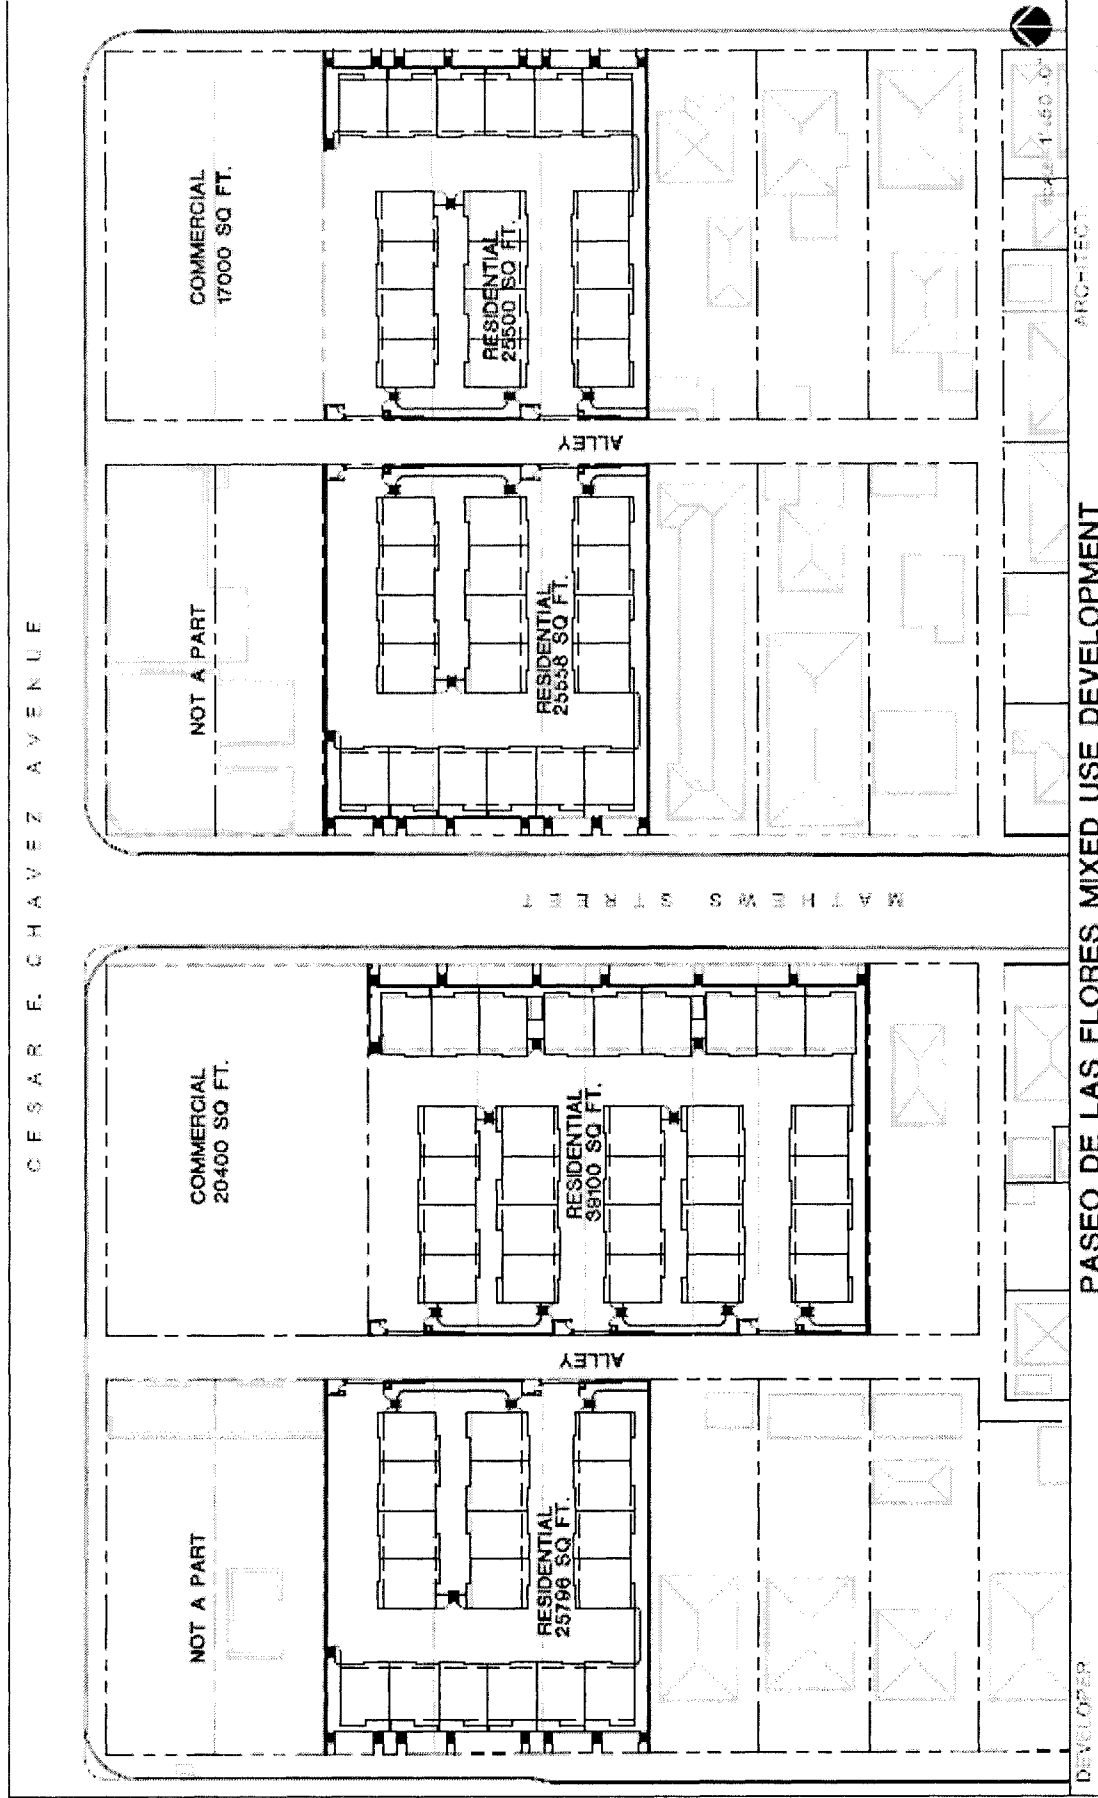 CESAR E. CHAVEZ AVENUE
NOT A PART
COMMERCIAL
20400 SQ FT.
NOT A PART
COMMERCIAL
17000 SQ FT.
RESIDENTIAL
25796 SQ FT.
ALLEY
RESIDENTIAL
39100 SQ FT.
MATHEWS STREET
RESIDENTIAL
25558 SQ FT.
ALLEY
RESIDENTIAL
25500 SQ FT.
DEVELOPER
PASEO DE LAS FLORES MIXED USE DEVELOPMENT
ARCHITECT: